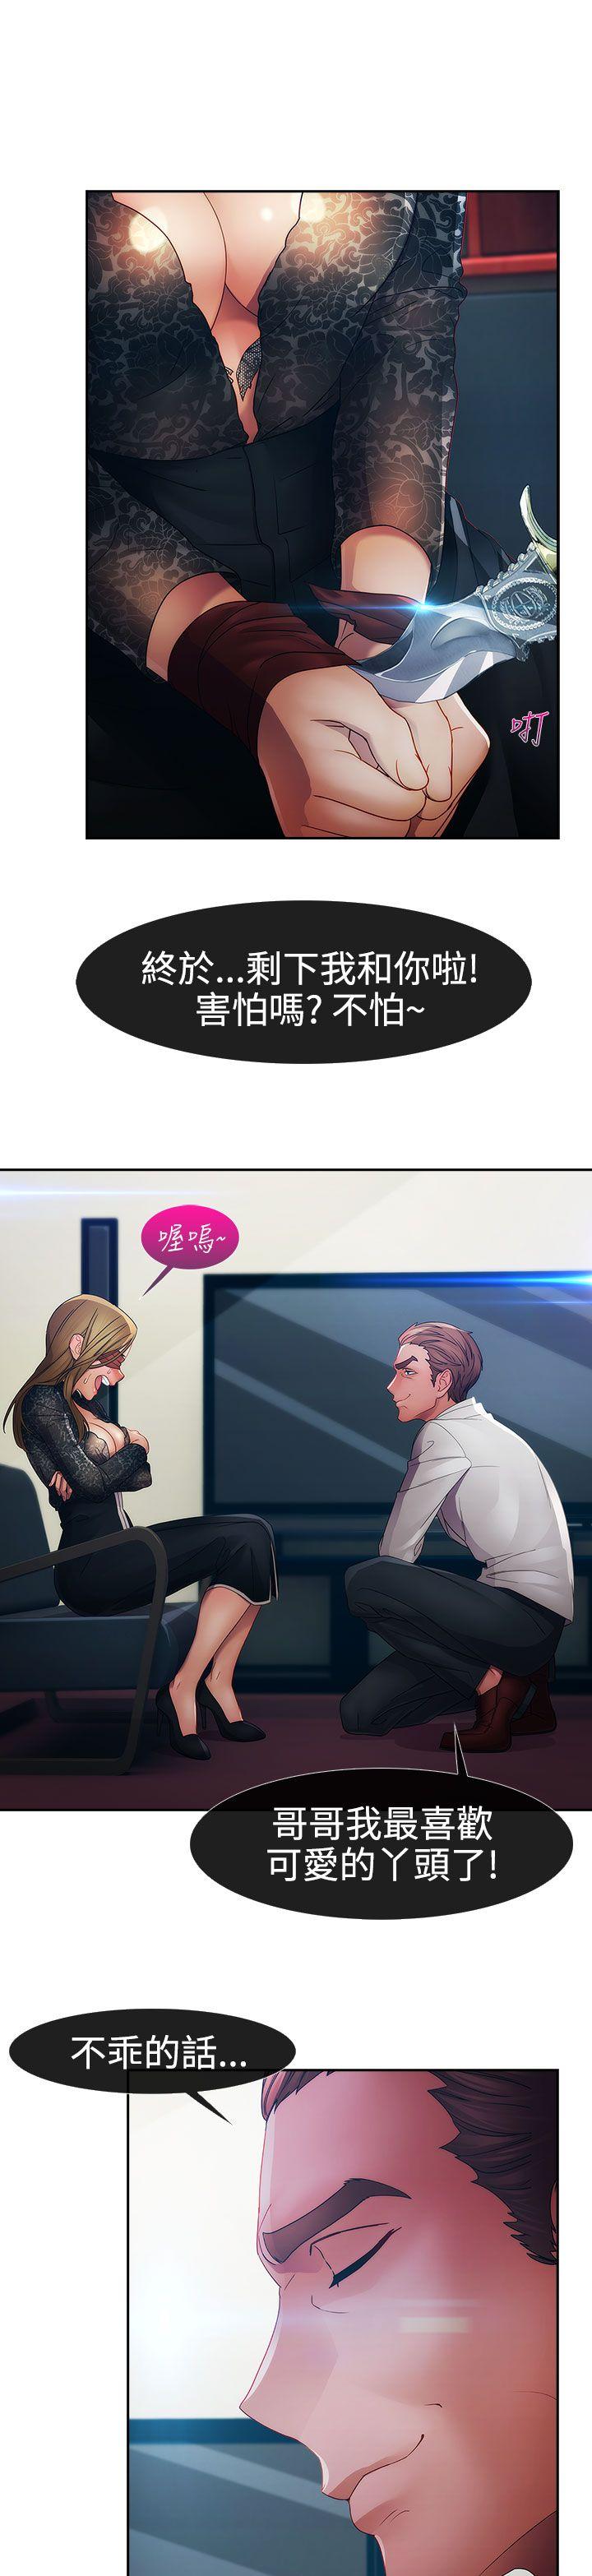 叮
終於...剩下我和你啦!
害怕嗎? 不怕~
喔嗚~
哥哥我最喜歡
可愛的丫頭了!
不乖的話...